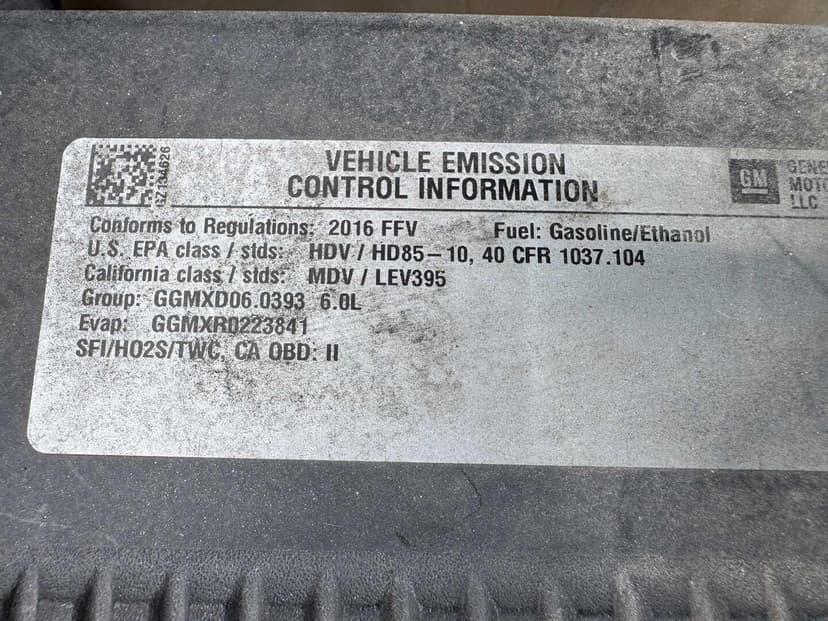 VEHICLE EMISSION
CONTROL INFORMATION
GM
MOTO
LLC
Conforms to Regulations: 2016 FFV Fuel: Gasoline/Ethanol
U.S. EPA class / stds: HDV / HD85-10, 40 CFR 1037.104
California class / stds: MDV / LEV395
Group: GGMXD06.0393 6.0L
Evap: GGMXR0223841
SFI/HO2S/TWC, CA OBD: II